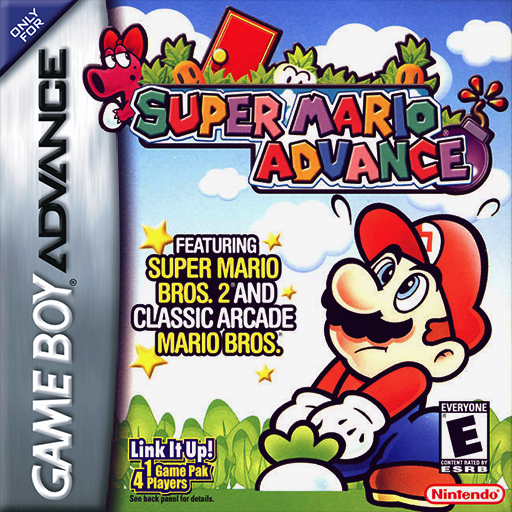 ONLY
FOR
GAME BOY ADVANCE
SUPER MARIO
ADVANCE
FEATURING
SUPER MARIO
BROS. 2® AND
CLASSIC ARCADE
MARIO BROS.®
Link It Up!
1 Game Pak
4 Players
See back panel for details.
EVERYONE
E
CONTENT RATED BY
ESRB
Nintendo